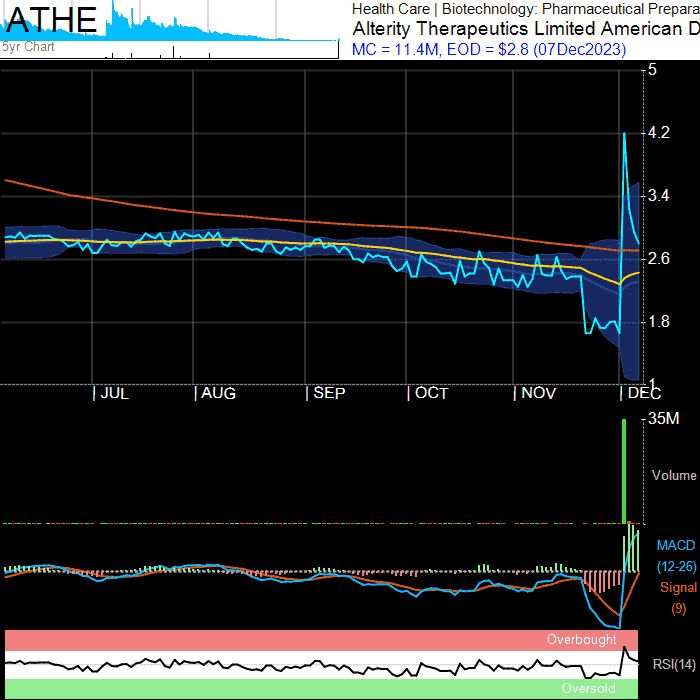 ATHE
5yr Chart
Health Care | Biotechnology: Pharmaceutical Prepara
Alterity Therapeutics Limited American D
MC = 11.4M, EOD = $2.8 (07Dec2023)
5
4.2
3.4
2.6
1.8
1
JUL
AUG
SEP
OCT
NOV
DEC
35M
Volume
MACD
(12-26)
Signal
(9)
Overbought
RSI(14)
Oversold